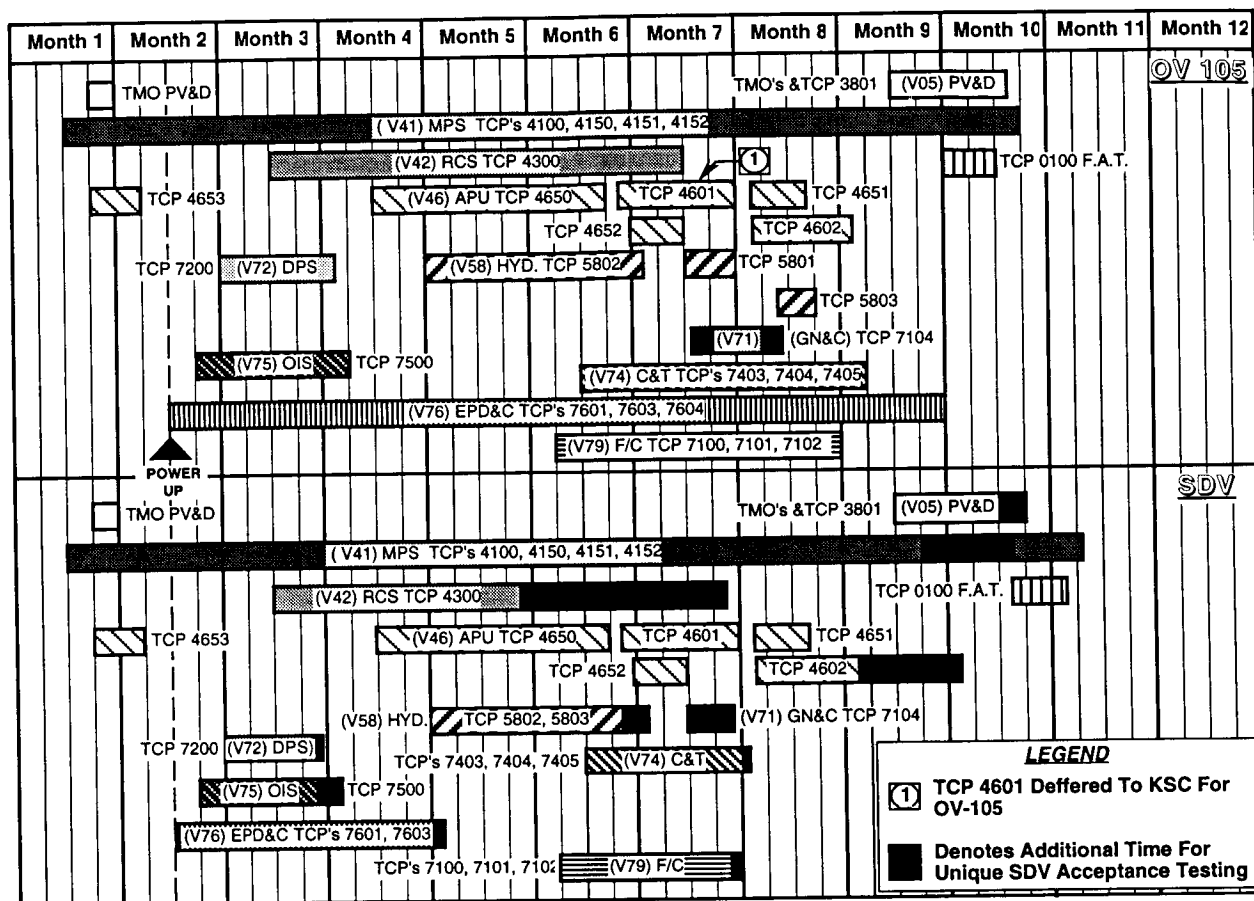 Month 1 Month 2 Month 3 Month 4 Month 5 Month 6 Month 7 Month 8 Month 9 Month 10 Month 11 Month 12
OV 105
TMO PV&D
TMO's &TCP 3801
(V05) PV&D
( V41) MPS TCP's 4100, 4150, 4151, 4152
(V42) RCS TCP 4300
1
TCP 0100 F.A.T.
TCP 4653
(V46) APU TCP 4650
TCP 4601
TCP 4651
TCP 4652
TCP 4602
TCP 7200
(V72) DPS
(V58) HYD. TCP 5802
TCP 5801
TCP 5803
(V71)
(GN&C) TCP 7104
(V75) OIS
TCP 7500
(V74) C&T TCP's 7403, 7404, 7405
(V76) EPD&C TCP's 7601, 7603, 7604
(V79) F/C TCP 7100, 7101, 7102
POWER
UP
SDV
TMO PV&D
TMO's &TCP 3801
(V05) PV&D
( V41) MPS TCP's 4100, 4150, 4151, 4152
(V42) RCS TCP 4300
TCP 0100 F.A.T.
TCP 4653
(V46) APU TCP 4650
TCP 4601
TCP 4651
TCP 4652
TCP 4602
(V58) HYD.
TCP 5802, 5803
(V71) GN&C TCP 7104
TCP 7200
(V72) DPS)
TCP's 7403, 7404, 7405
(V74) C&T
(V75) OIS
TCP 7500
(V76) EPD&C TCP's 7601, 7603
TCP's 7100, 7101, 7102
(V79) F/C
LEGEND
1 TCP 4601 Deffered To KSC For
OV-105
Denotes Additional Time For
Unique SDV Acceptance Testing